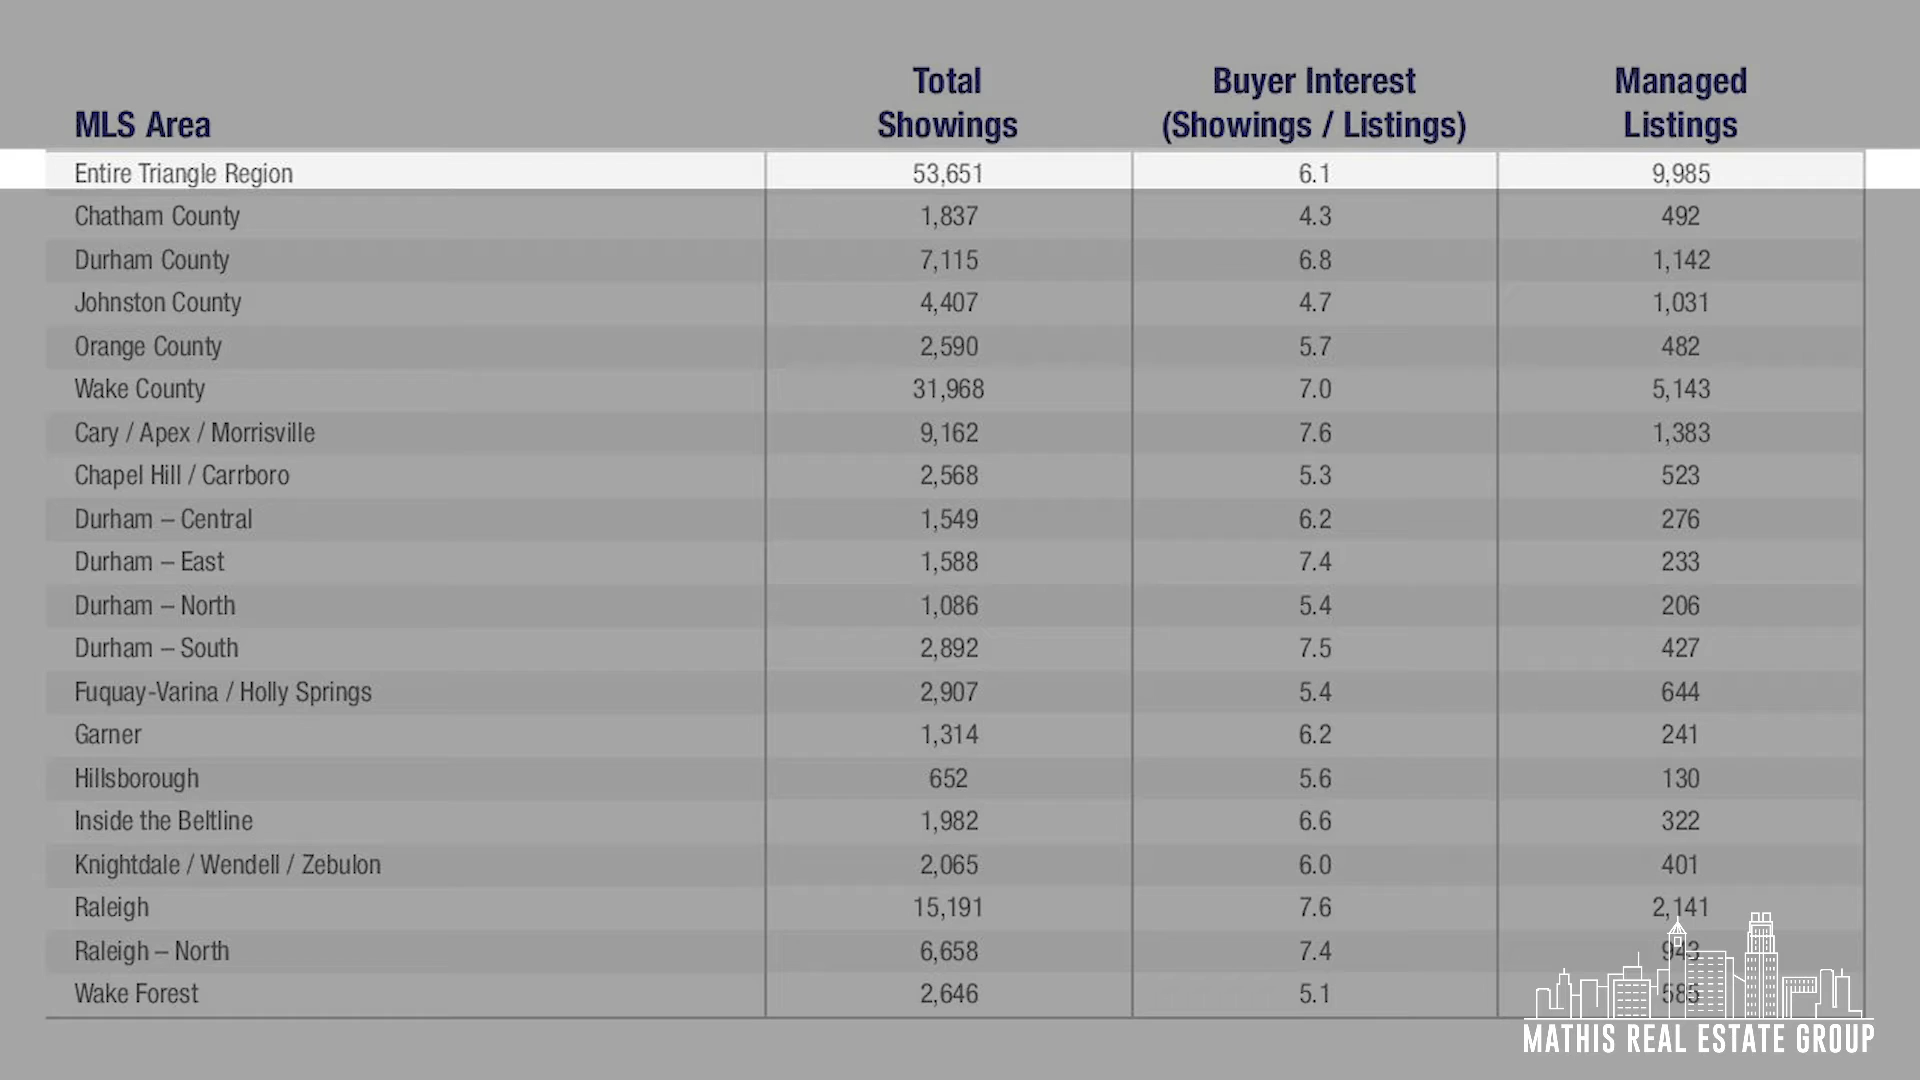 MLS Area Total Showings Buyer Interest (Showings / Listings) Managed Listings
Entire Triangle Region 53,651 6.1 9,985
Chatham County 1,837 4.3 492
Durham County 7,115 6.8 1,142
Johnston County 4,407 4.7 1,031
Orange County 2,590 5.7 482
Wake County 31,968 7.0 5,143
Cary / Apex / Morrisville 9,162 7.6 1,383
Chapel Hill / Carrboro 2,568 5.3 523
Durham – Central 1,549 6.2 276
Durham – East 1,588 7.4 233
Durham – North 1,086 5.4 206
Durham – South 2,892 7.5 427
Fuquay-Varina / Holly Springs 2,907 5.4 644
Garner 1,314 6.2 241
Hillsborough 652 5.6 130
Inside the Beltline 1,982 6.6 322
Knightdale / Wendell / Zebulon 2,065 6.0 401
Raleigh 15,191 7.6 2,141
Raleigh – North 6,658 7.4 943
Wake Forest 2,646 5.1 585
MATHIS REAL ESTATE GROUP